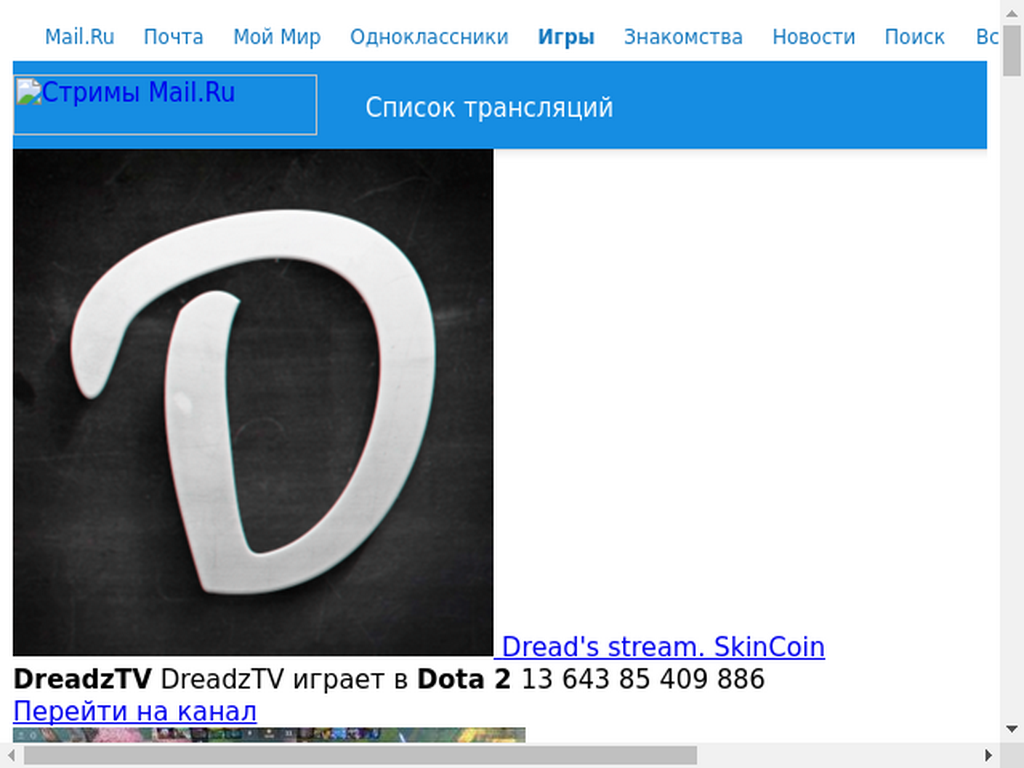 Mail.Ru Почта Мой Мир Одноклассники Игры Знакомства Новости Поиск Вс
Стримы Mail.Ru
Список трансляций
D
Dread's stream. SkinCoin
DreadzTV DreadzTV играет в Dota 2 13 643 85 409 886
Перейти на канал